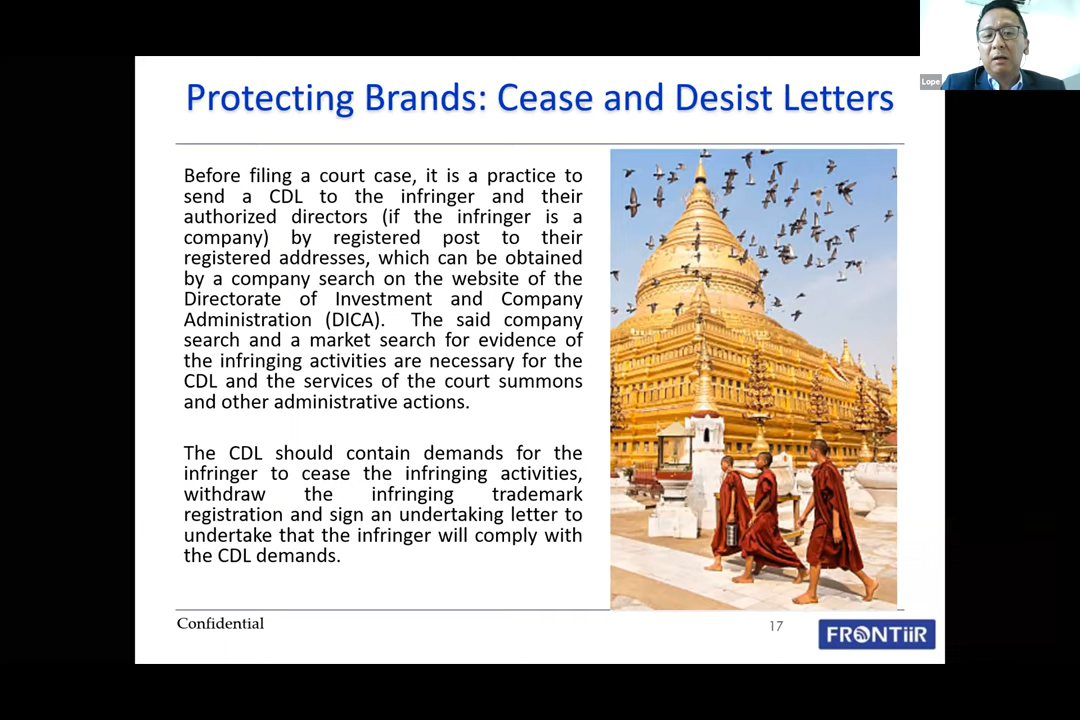 Lope
Protecting Brands: Cease and Desist Letters
Before filing a court case, it is a practice to
send a CDL to the infringer and their
authorized directors (if the infringer is a
company) by registered post to their
registered addresses, which can be obtained
by a company search on the website of the
Directorate of Investment and Company
Administration (DICA). The said company
search and a market search for evidence of
the infringing activities are necessary for the
CDL and the services of the court summons
and other administrative actions.
The CDL should contain demands for the
infringer to cease the infringing activities,
withdraw the infringing trademark
registration and sign an undertaking letter to
undertake that the infringer will comply with
the CDL demands.
Confidential
17
FRONTiiR